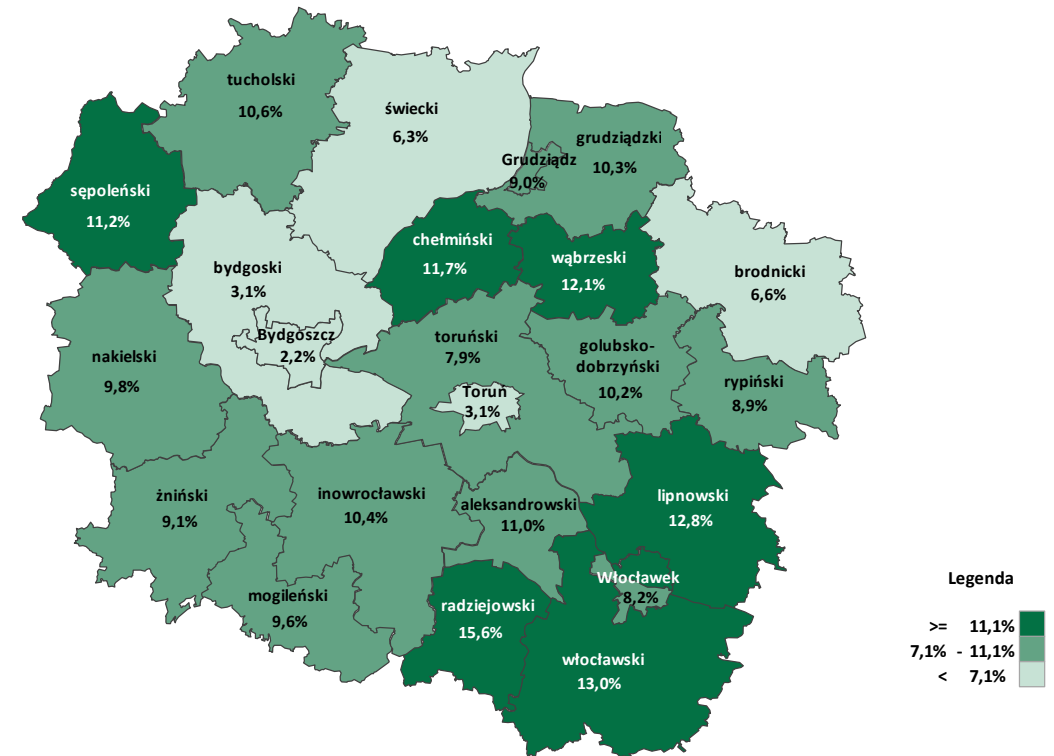 tucholski
10,6%
świecki
6,3%
grudziądzki
10,3%
Grudziądz
9,0%
sępoleński
11,2%
chełmiński
11,7%
wąbrzeski
12,1%
brodnicki
6,6%
bydgoski
3,1%
Bydgoszcz
2,2%
nakielski
9,8%
toruński
7,9%
golubsko-
dobrzyński
10,2%
rypiński
8,9%
Toruń
3,1%
żniński
9,1%
inowrocławski
10,4%
aleksandrowski
11,0%
lipnowski
12,8%
mogileński
9,6%
radziejowski
15,6%
Włocławek
8,2%
włocławski
13,0%
Legenda
>= 11,1%
7,1% - 11,1%
< 7,1%